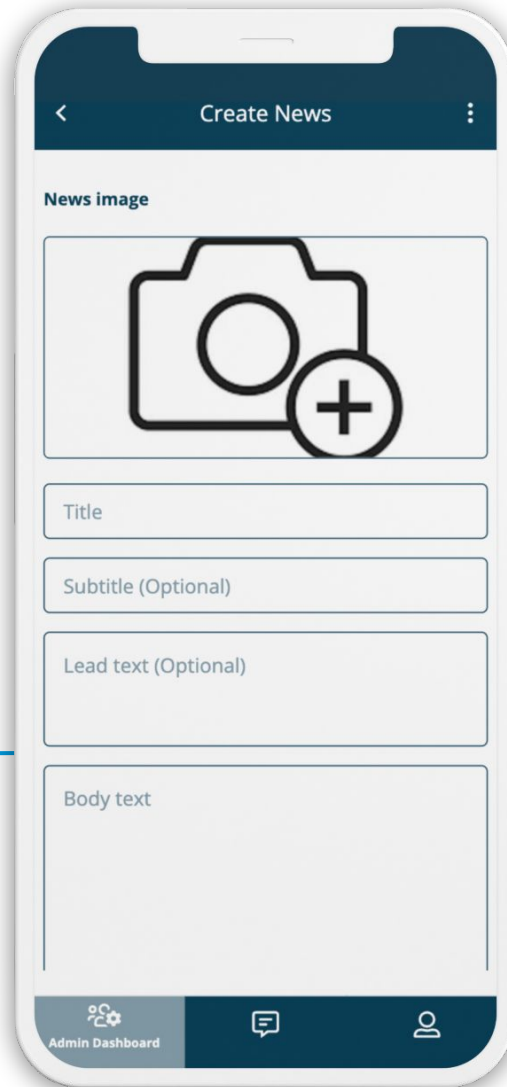 Create News
News image
Title
Subtitle (Optional)
Lead text (Optional)
Body text
Admin Dashboard